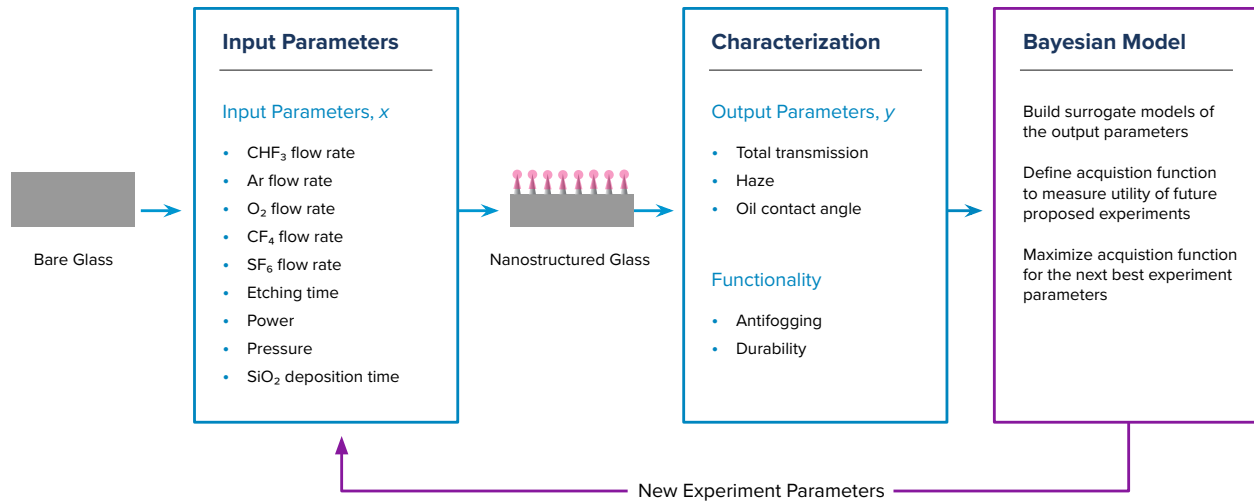 Bare Glass
Input Parameters
Input Parameters, x
• CHF₃ flow rate
• Ar flow rate
• O₂ flow rate
• CF₄ flow rate
• SF₆ flow rate
• Etching time
• Power
• Pressure
• SiO₂ deposition time
Nanostructured Glass
Characterization
Output Parameters, y
• Total transmission
• Haze
• Oil contact angle
Functionality
• Antifogging
• Durability
Bayesian Model
Build surrogate models of
the output parameters
Define acquistion function
to measure utility of future
proposed experiments
Maximize acquistion function
for the next best experiment
parameters
New Experiment Parameters